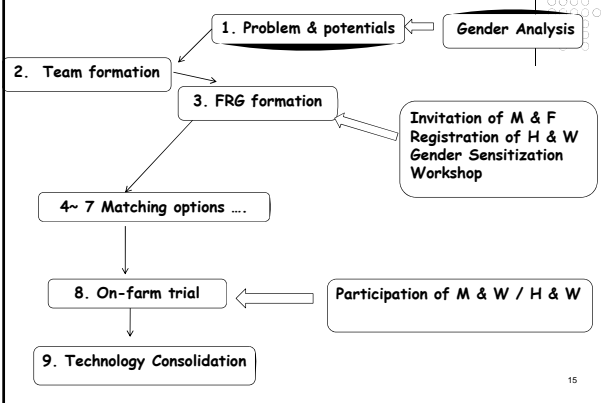 1. Problem & potentials
Gender Analysis
2. Team formation
3. FRG formation
Invitation of M & F
Registration of H & W
Gender Sensitization
Workshop
4~ 7 Matching options ….
8. On-farm trial
Participation of M & W / H & W
9. Technology Consolidation
15